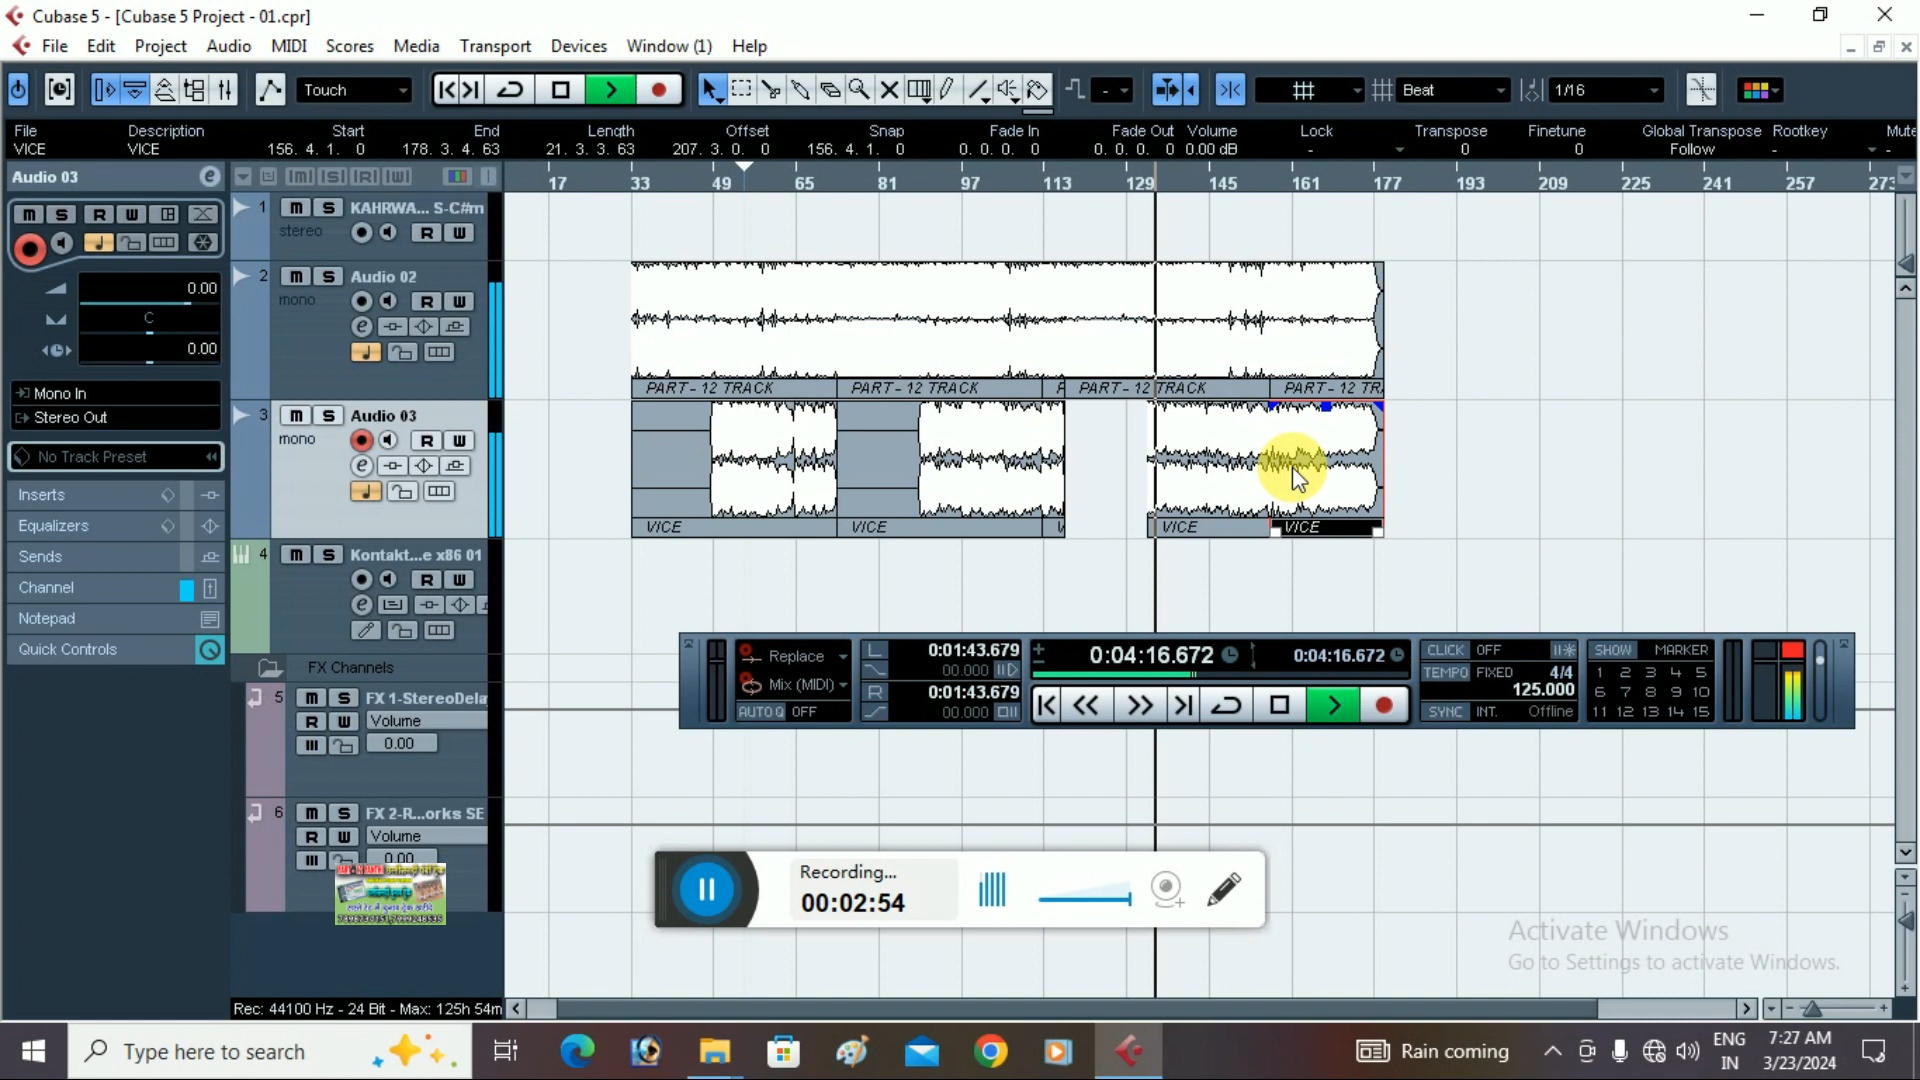 Cubase 5 - [Cubase 5 Project - 01.cpr]
File Edit Project Audio MIDI Scores Media Transport Devices Window (1) Help
Touch - Beat 1/16
File Description Start End Length Offset Snap Fade In Fade Out Volume Lock Transpose Finetune Global Transpose Rootkey Mute
VICE VICE 156. 4. 1. 0 178. 3. 4. 63 21. 3. 3. 63 207. 3. 0. 0 156. 4. 1. 0 0. 0. 0. 0 0. 0. 0. 0 0.00 dB - 0 0 Follow - -
Audio 03
17 33 49 65 81 97 113 129 145 161 177 193 209 225 241 257 273
M S R W
0.00
C
0.00
Mono In
Stereo Out
No Track Preset
Inserts
Equalizers
Sends
Channel
Notepad
Quick Controls
1 m S KAHRWA... S-C#m
stereo R W
2 m S Audio 02
mono R W
3 m S Audio 03
mono R W
4 m S Kontakt...e x86 01
R W
FX Channels
5 m S FX 1-StereoDela
R W Volume
0.00
6 m S FX 2-R...orks SE
R W Volume
0.00
PART- 12 TRACK PART- 12 TRACK P PART- 12 TRACK PART- 12 TR
VICE VICE V VICE VICE
Replace
Mix (MIDI)
AUTO Q OFF
L 0:01:43.679
00.000
R 0:01:43.679
00.000
0:04:16.672 0:04:16.672
CLICK OFF
TEMPO FIXED 4/4
125.000
SYNC INT. Offline
SHOW MARKER
1 2 3 4 5
6 7 8 9 10
11 12 13 14 15
Recording...
00:02:54
Activate Windows
Go to Settings to activate Windows.
Rec: 44100 Hz - 24 Bit - Max: 125h 54m
Type here to search
Rain coming
ENG
IN
7:27 AM
3/23/2024